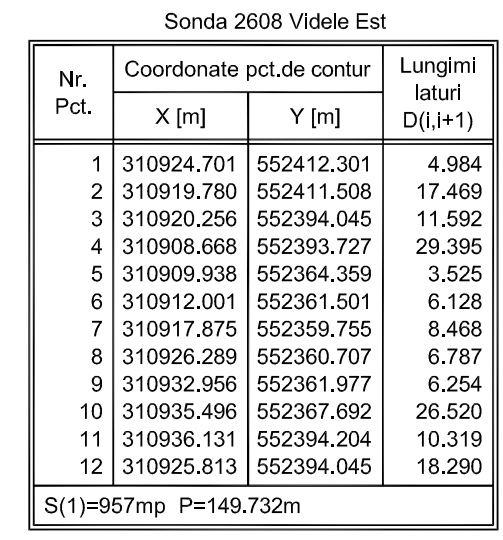 Sonda 2608 Videle Est
Nr. Pct. Coordonate pct.de contur Lungimi laturi D(i,i+1)
X [m] Y [m]
1 310924.701 552412.301 4.984
2 310919.780 552411.508 17.469
3 310920.256 552394.045 11.592
4 310908.668 552393.727 29.395
5 310909.938 552364.359 3.525
6 310912.001 552361.501 6.128
7 310917.875 552359.755 8.468
8 310926.289 552360.707 6.787
9 310932.956 552361.977 6.254
10 310935.496 552367.692 26.520
11 310936.131 552394.204 10.319
12 310925.813 552394.045 18.290
S(1)=957mp P=149.732m